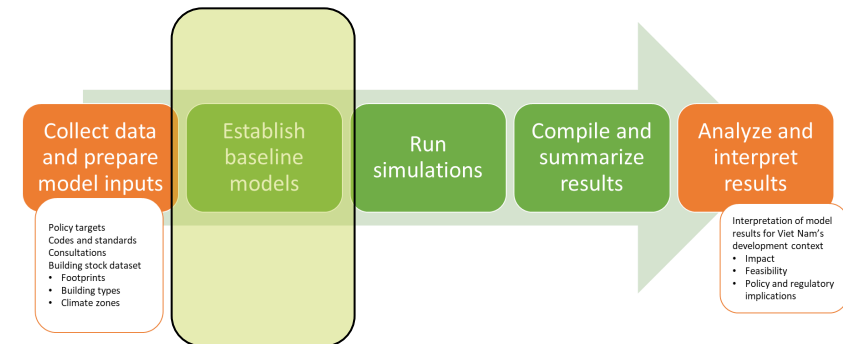 Collect data
and prepare
model inputs
Establish
baseline
models
Run
simulations
Compile and
summarize
results
Analyze and
interpret
results
Policy targets
Codes and standards
Consultations
Building stock dataset
• Footprints
• Building types
• Climate zones
Interpretation of model
results for Viet Nam's
development context
• Impact
• Feasibility
• Policy and regulatory
implications